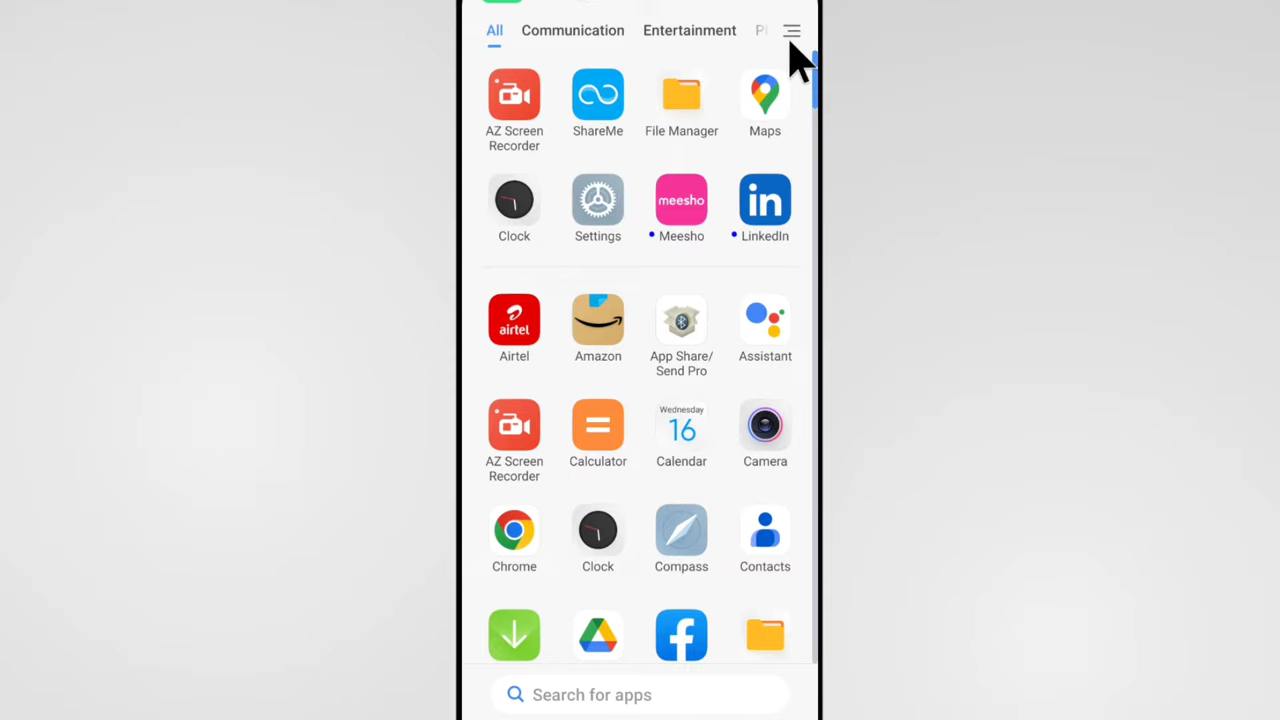 All Communication Entertainment
AZ Screen Recorder
ShareMe
File Manager
Maps
Clock
Settings
meesho
Meesho
in
LinkedIn
airtel
Airtel
Amazon
App Share/
Send Pro
Assistant
AZ Screen
Recorder
Calculator
Wednesday
16
Calendar
Camera
Chrome
Clock
Compass
Contacts
Search for apps